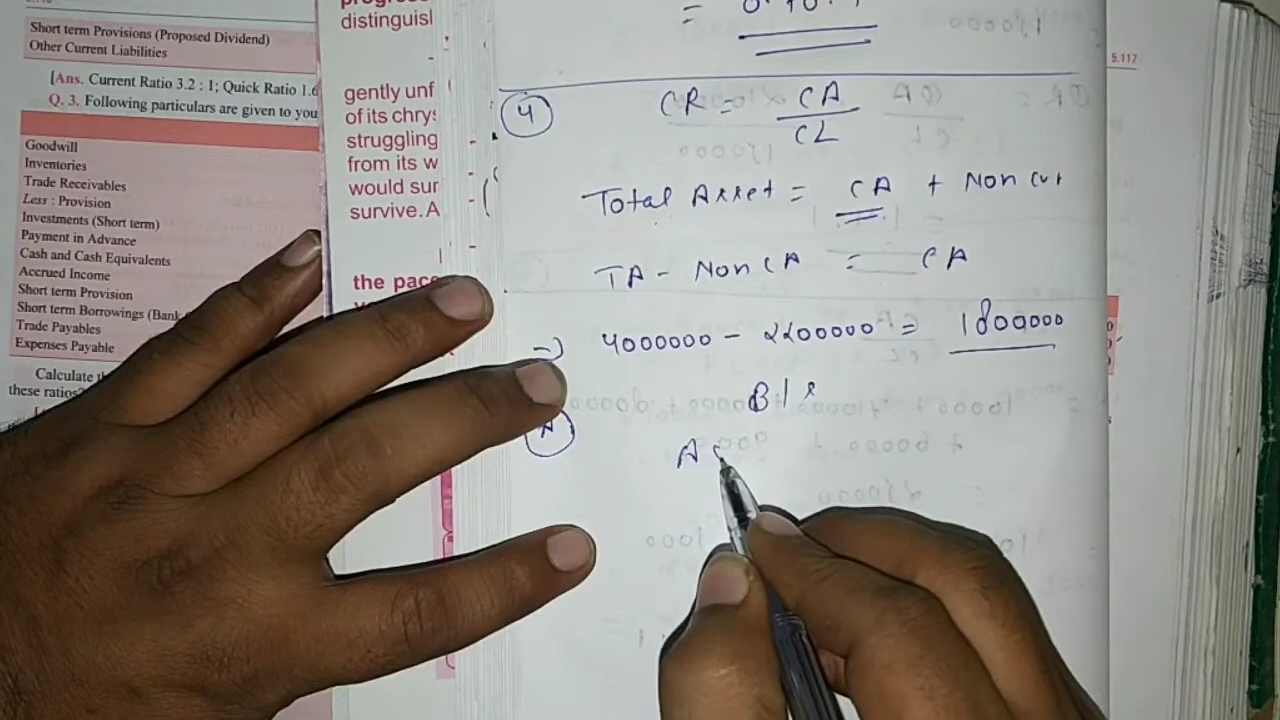 Short term Provisions (Proposed Dividend)
Other Current Liabilities
[Ans. Current Ratio 3.2 : 1; Quick Ratio 1.6
Q. 3. Following particulars are given to you
Goodwill
Inventories
Trade Receivables
Less : Provision
Investments (Short term)
Payment in Advance
Cash and Cash Equivalents
Accrued Income
Short term Provision
Short term Borrowings (Bank
Trade Payables
Expenses Payable
Calculate
these ratios?
distinguisl
gently unf
of its chrys
struggling
from its w
would sur
survive. A
the pace
5.117
4
CR = CA
CL
Total Asset = CA + Non Cur
TA - Non CA = CA
=> 4000000 - 2200000 = 1800000
B/s
A